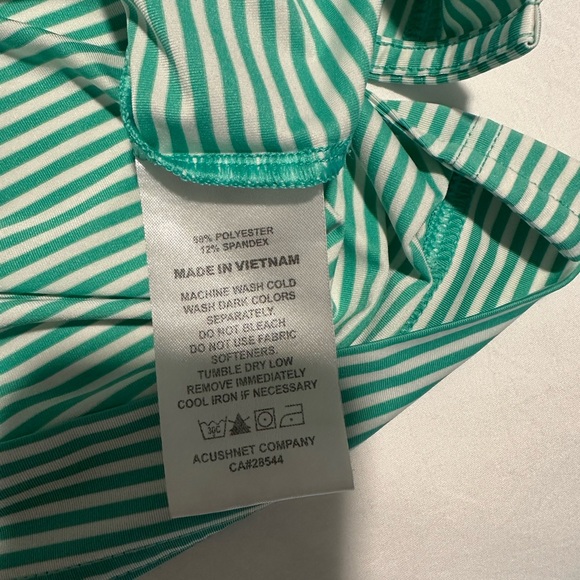 88% POLYESTER
12% SPANDEX
MADE IN VIETNAM
MACHINE WASH COLD
WASH DARK COLORS
SEPARATELY.
DO NOT BLEACH
DO NOT USE FABRIC
SOFTENERS.
TUMBLE DRY LOW
REMOVE IMMEDIATELY
COOL IRON IF NECESSARY
30C
ACUSHNET COMPANY
CA#28544